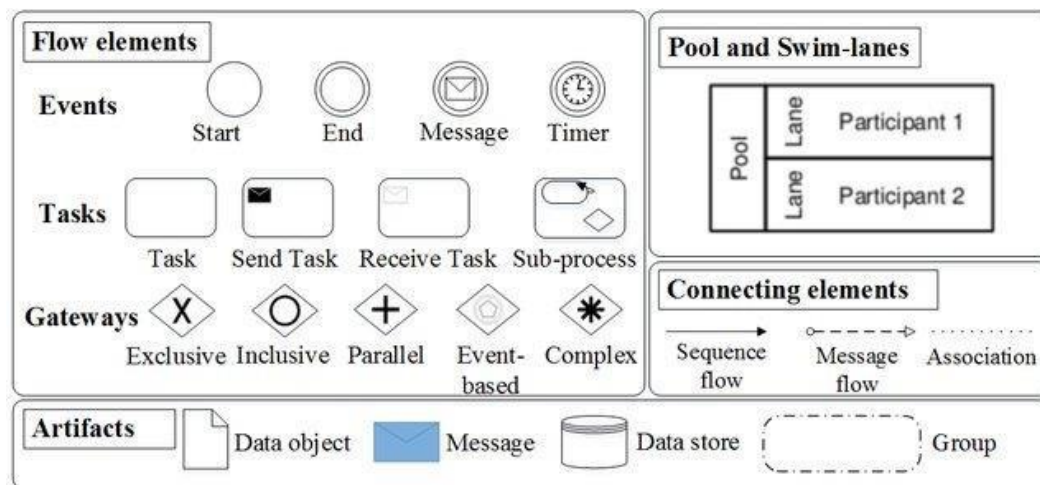 Flow elements
Events
Start End Message Timer
Tasks
Task Send Task Receive Task Sub-process
Gateways
X
Exclusive Inclusive Parallel Event-based Complex
Pool and Swim-lanes
Pool
Lane Participant 1
Lane Participant 2
Connecting elements
Sequence flow
Message flow
Association
Artifacts
Data object Message Data store Group